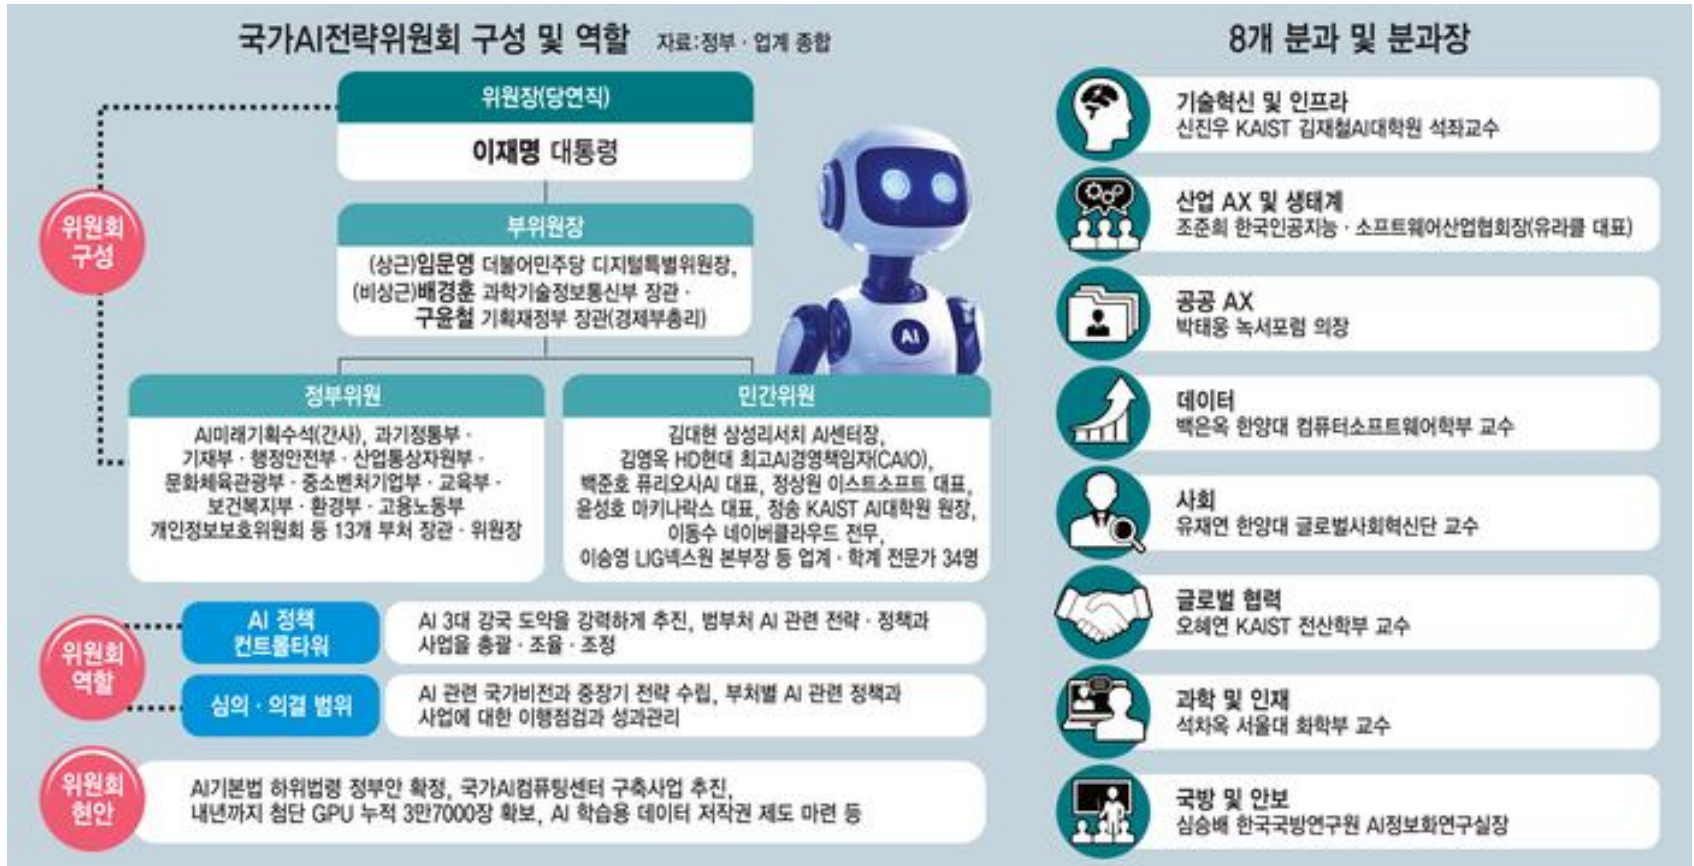 국가AI전략위원회 구성 및 역할 자료:정부·업계 종합
위원장(당연직)
이재명 대통령
위원회
구성
부위원장
(상근)임문영 더불어민주당 디지털특별위원장,
(비상근)배경훈 과학기술정보통신부 장관·
구윤철 기획재정부 장관(경제부총리)
AI
정부위원
AI미래기획수석(간사), 과기정통부·
기재부·행정안전부·산업통상자원부·
문화체육관광부·중소벤처기업부·교육부·
보건복지부·환경부·고용노동부
개인정보보호위원회 등 13개 부처 장관·위원장
민간위원
김대현 삼성리서치 AI센터장,
김영옥 HD현대 최고AI경영책임자(CAIO),
백준호 퓨리오사AI 대표, 정상원 이스트소프트 대표,
윤성호 마키나락스 대표, 정송 KAIST AI대학원 원장,
이동수 네이버클라우드 전무,
이승영 LIG넥스원 본부장 등 업계·학계 전문가 34명
위원회
역할
AI 정책
컨트롤타워
AI 3대 강국 도약을 강력하게 추진, 범부처 AI 관련 전략·정책과
사업을 총괄·조율·조정
심의·의결 범위
AI 관련 국가비전과 중장기 전략 수립, 부처별 AI 관련 정책과
사업에 대한 이행점검과 성과관리
위원회
현안
AI기본법 하위법령 정부안 확정, 국가AI컴퓨팅센터 구축사업 추진,
내년까지 첨단 GPU 누적 3만7000장 확보, AI 학습용 데이터 저작권 제도 마련 등
8개 분과 및 분과장
기술혁신 및 인프라
신진우 KAIST 김재철AI대학원 석좌교수
산업 AX 및 생태계
조준희 한국인공지능·소프트웨어산업협회장(유라클 대표)
공공 AX
박태웅 녹서포럼 의장
데이터
백은옥 한양대 컴퓨터소프트웨어학부 교수
사회
유재연 한양대 글로벌사회혁신단 교수
글로벌 협력
오혜연 KAIST 전산학부 교수
과학 및 인재
석차옥 서울대 화학부 교수
국방 및 안보
심승배 한국국방연구원 AI정보화연구실장